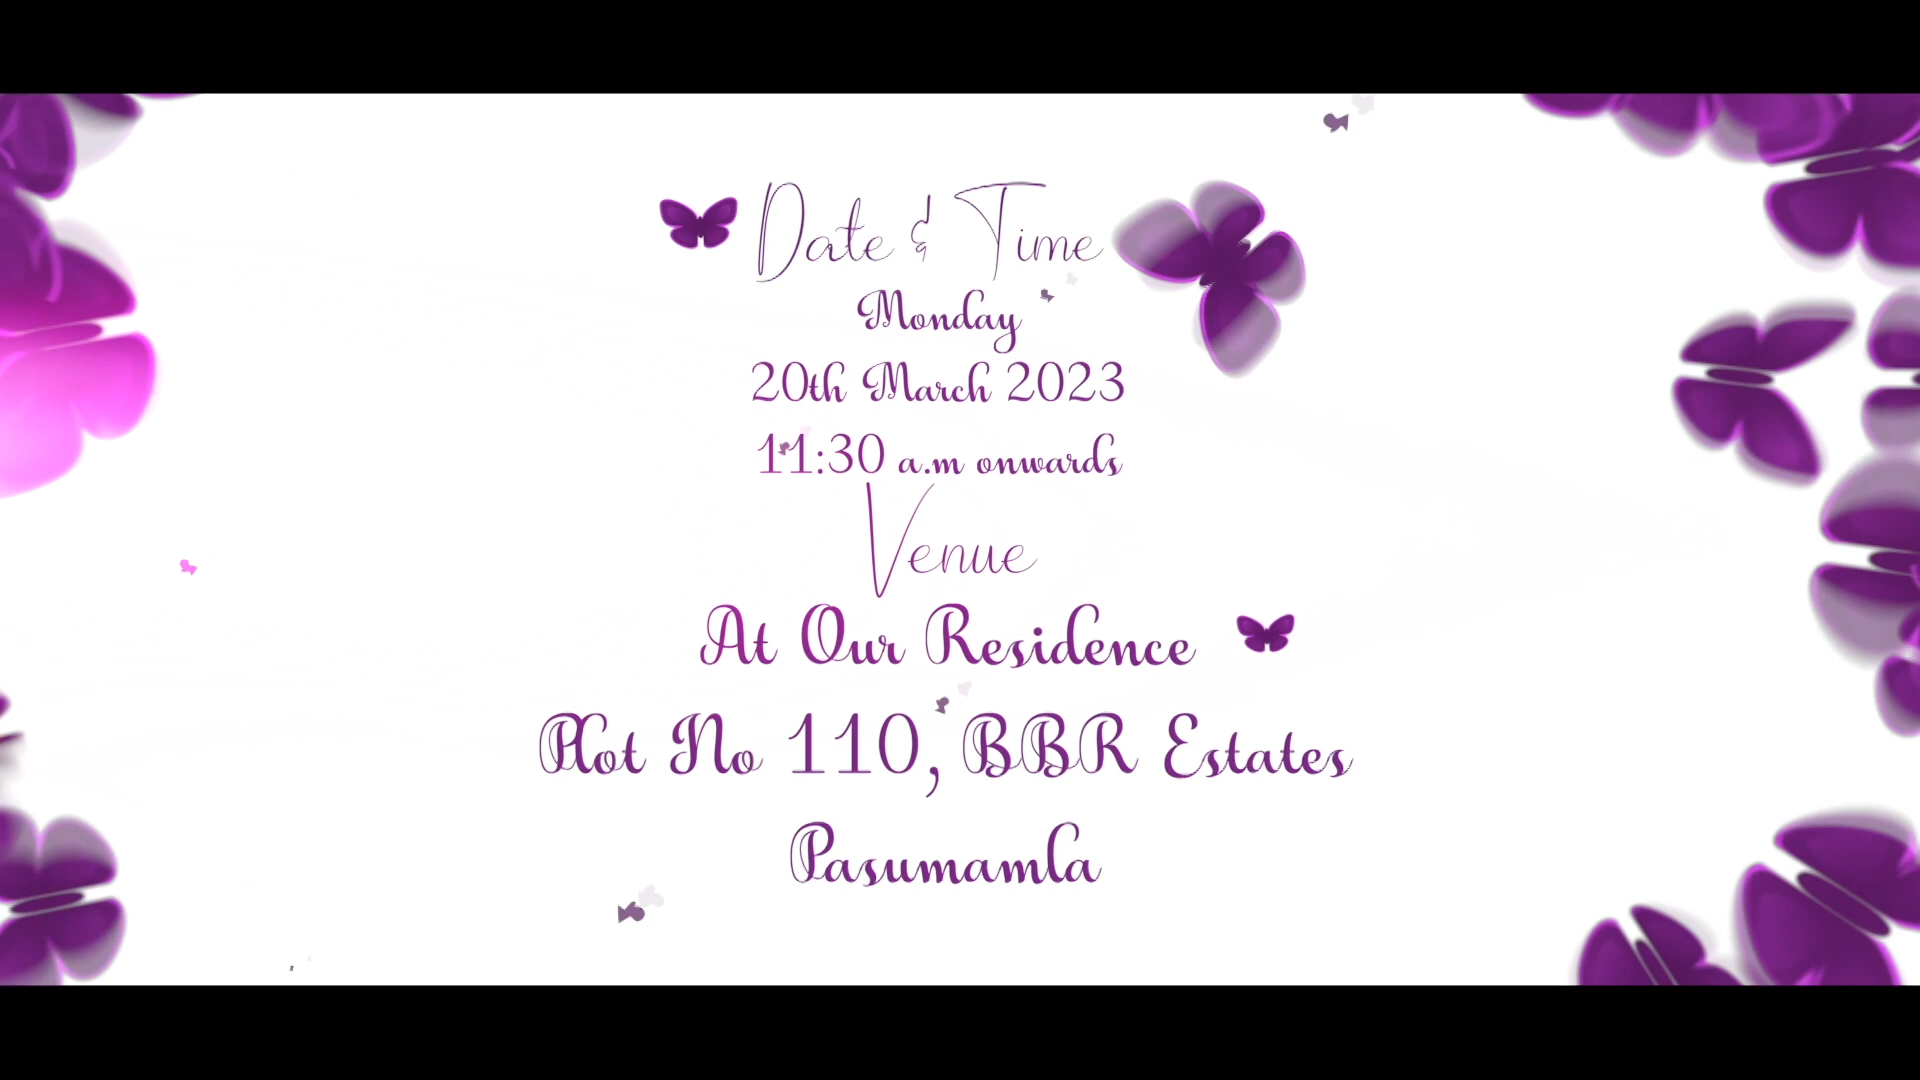 Date & Time
Monday
20th March 2023
11:30 a.m onwards
Venue
At Our Residence
Plot No 110, BBR Estates
Pasumamla